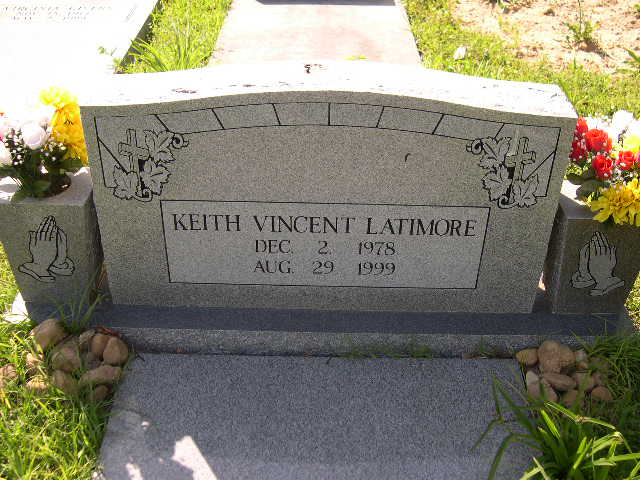 KEITH VINCENT LATIMORE
DEC. 2, 1978
AUG. 29 1999